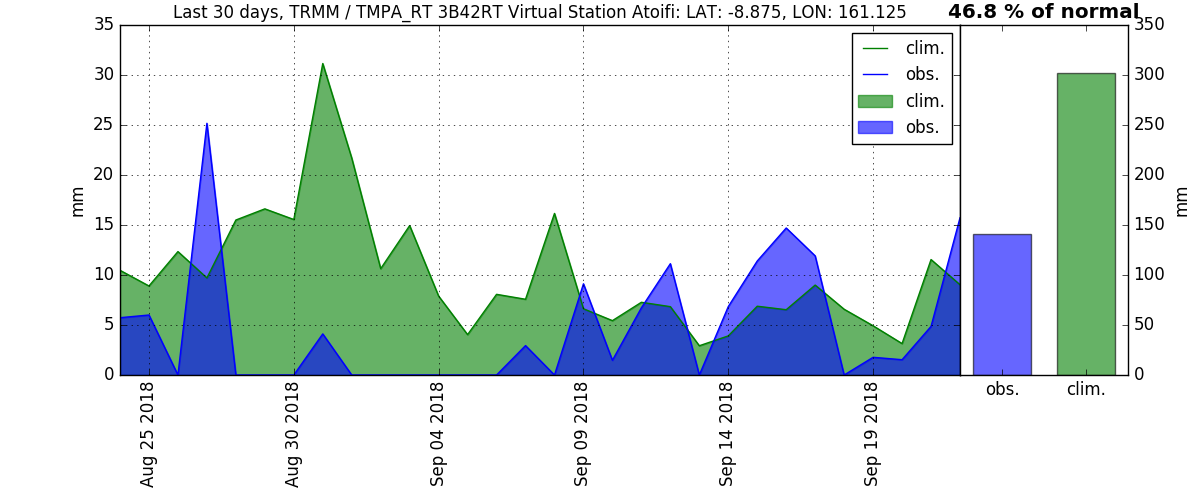 Last 30 days, TRMM / TMPA_RT 3B42RT Virtual Station Atoifi: LAT: -8.875, LON: 161.125
46.8 % of normal
35
30
25
20
15
10
5
0
mm
clim.
obs.
clim.
obs.
Aug 25 2018
Aug 30 2018
Sep 04 2018
Sep 09 2018
Sep 14 2018
Sep 19 2018
350
300
250
200
150
100
50
0
mm
obs.
clim.